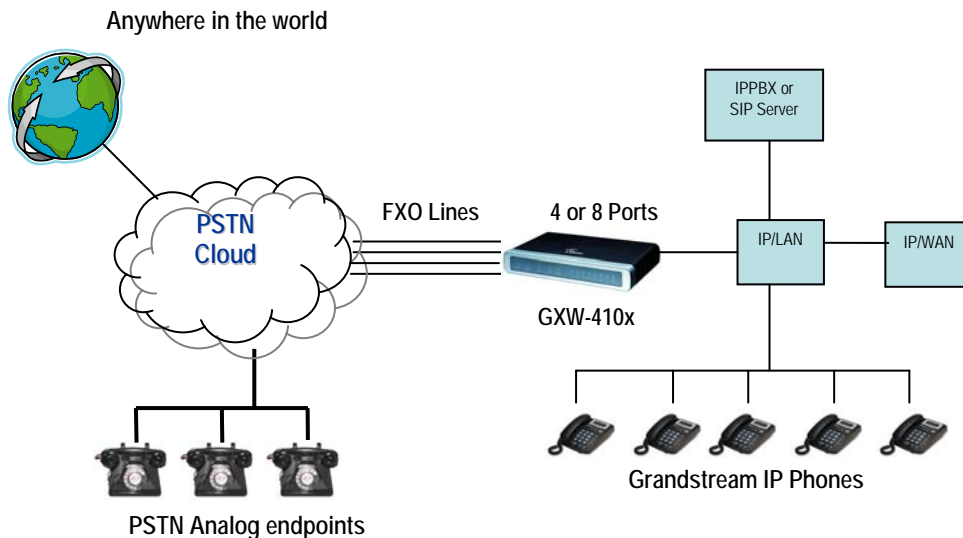 Anywhere in the world
IPPBX or
SIP Server
PSTN
Cloud
FXO Lines
4 or 8 Ports
IP/LAN
IP/WAN
GXW-410x
Grandstream IP Phones
PSTN Analog endpoints